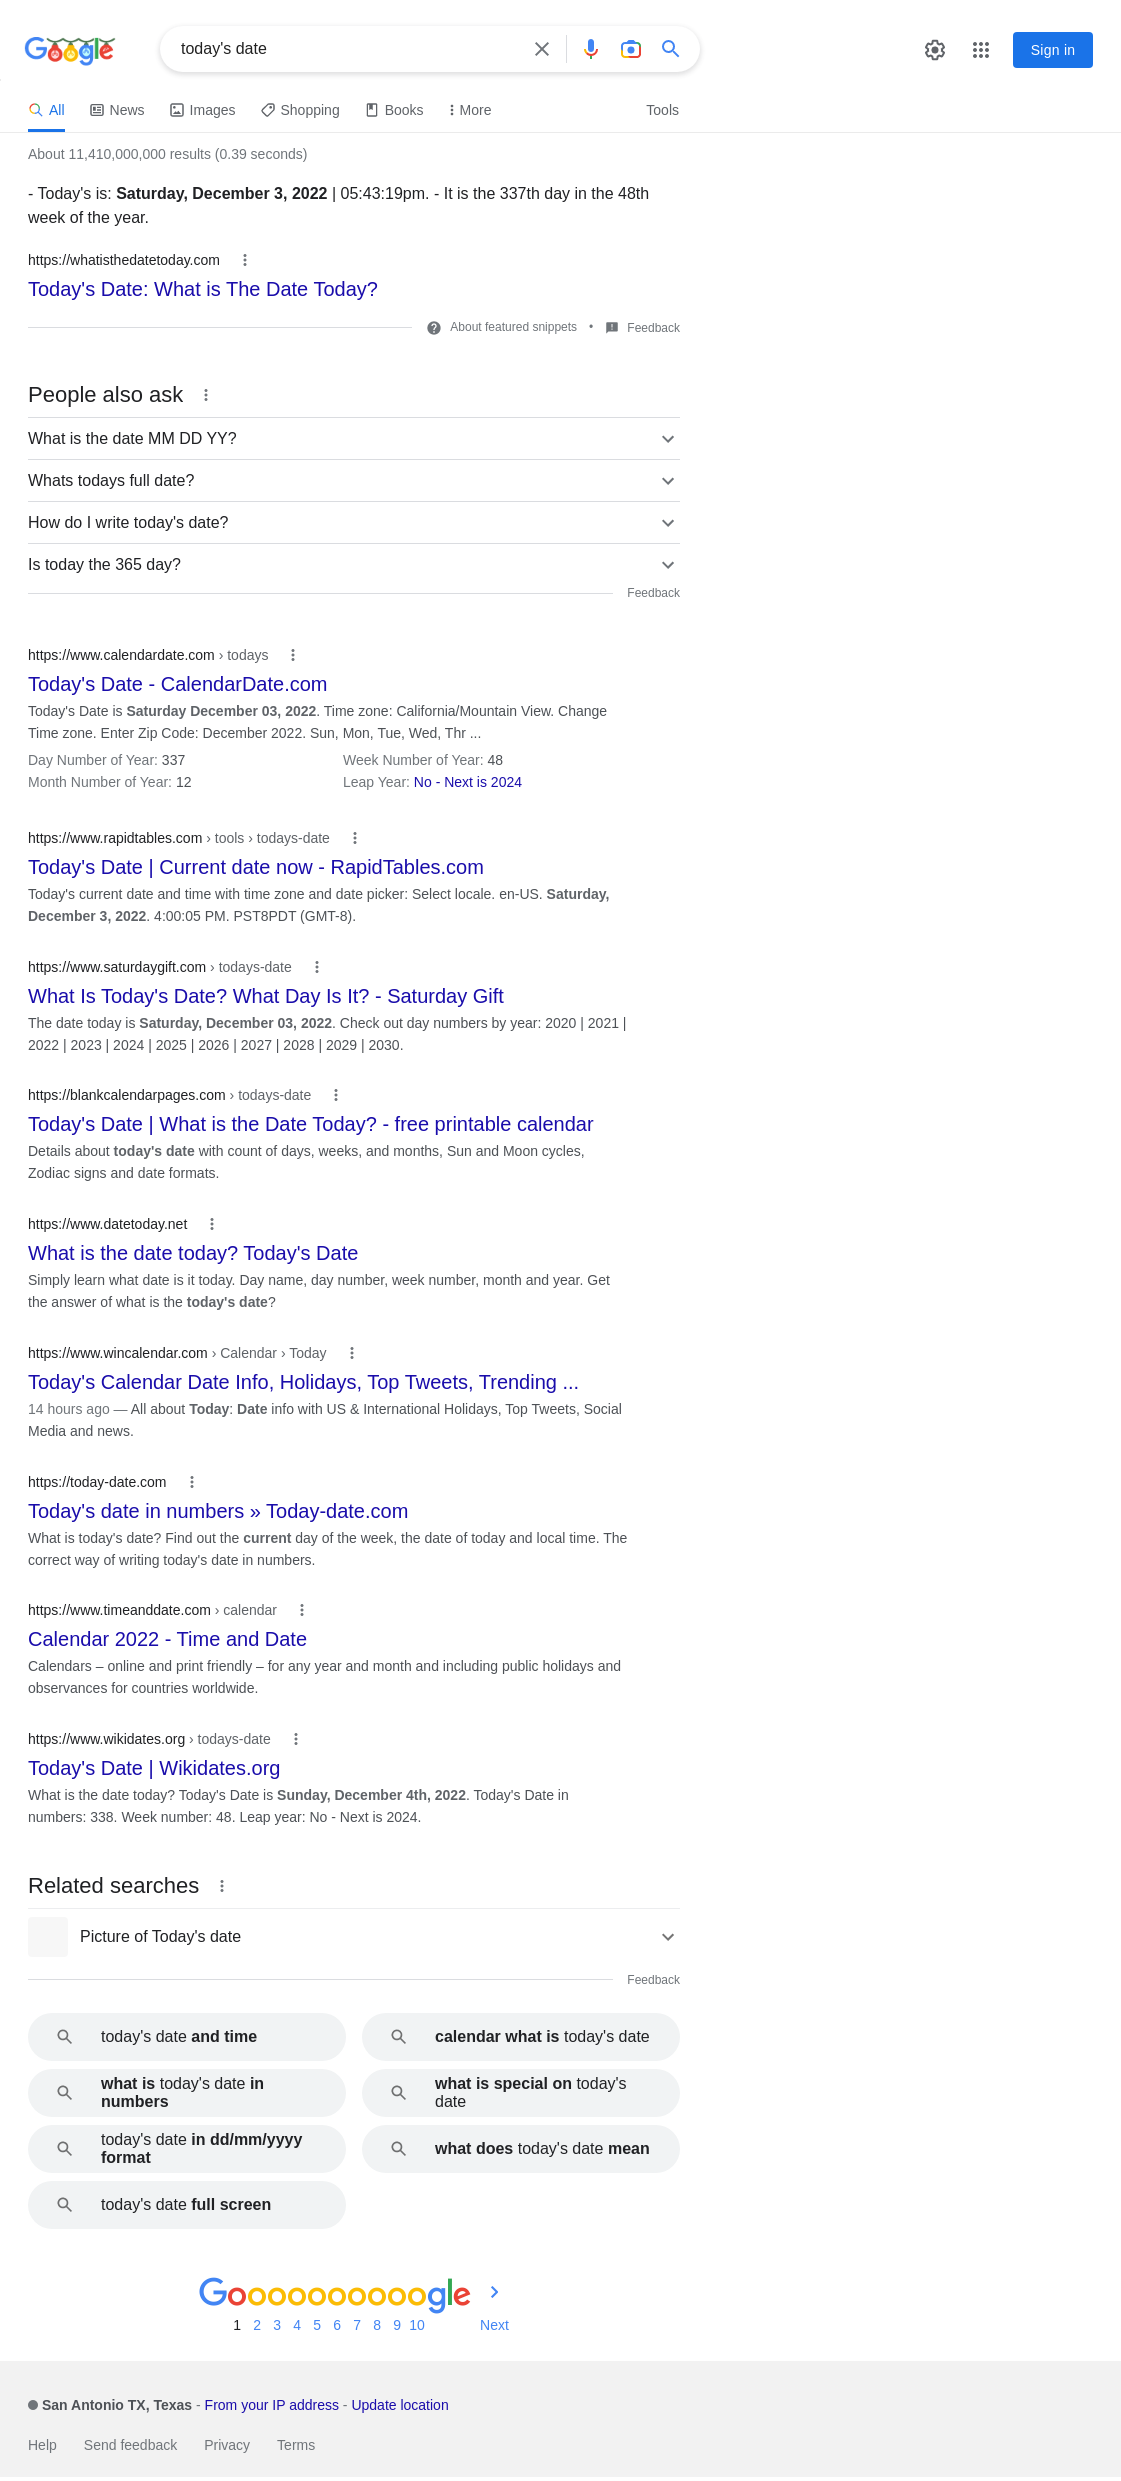 Google
today's date
Sign in
All
News
Images
Shopping
Books
More
Tools
About 11,410,000,000 results (0.39 seconds)
- Today's is: Saturday, December 3, 2022 | 05:43:19pm. - It is the 337th day in the 48th
week of the year.
https://whatisthedatetoday.com
Today's Date: What is The Date Today?
About featured snippets • Feedback
People also ask
What is the date MM DD YY?
Whats todays full date?
How do I write today's date?
Is today the 365 day?
Feedback
https://www.calendardate.com › todays
Today's Date - CalendarDate.com
Today's Date is Saturday December 03, 2022. Time zone: California/Mountain View. Change
Time zone. Enter Zip Code: December 2022. Sun, Mon, Tue, Wed, Thr ...
Day Number of Year: 337 Week Number of Year: 48
Month Number of Year: 12 Leap Year: No - Next is 2024
https://www.rapidtables.com › tools › todays-date
Today's Date | Current date now - RapidTables.com
Today's current date and time with time zone and date picker: Select locale. en-US. Saturday,
December 3, 2022. 4:00:05 PM. PST8PDT (GMT-8).
https://www.saturdaygift.com › todays-date
What Is Today's Date? What Day Is It? - Saturday Gift
The date today is Saturday, December 03, 2022. Check out day numbers by year: 2020 | 2021 |
2022 | 2023 | 2024 | 2025 | 2026 | 2027 | 2028 | 2029 | 2030.
https://blankcalendarpages.com › todays-date
Today's Date | What is the Date Today? - free printable calendar
Details about today's date with count of days, weeks, and months, Sun and Moon cycles,
Zodiac signs and date formats.
https://www.datetoday.net
What is the date today? Today's Date
Simply learn what date is it today. Day name, day number, week number, month and year. Get
the answer of what is the today's date?
https://www.wincalendar.com › Calendar › Today
Today's Calendar Date Info, Holidays, Top Tweets, Trending ...
14 hours ago — All about Today: Date info with US & International Holidays, Top Tweets, Social
Media and news.
https://today-date.com
Today's date in numbers » Today-date.com
What is today's date? Find out the current day of the week, the date of today and local time. The
correct way of writing today's date in numbers.
https://www.timeanddate.com › calendar
Calendar 2022 - Time and Date
Calendars – online and print friendly – for any year and month and including public holidays and
observances for countries worldwide.
https://www.wikidates.org › todays-date
Today's Date | Wikidates.org
What is the date today? Today's Date is Sunday, December 4th, 2022. Today's Date in
numbers: 338. Week number: 48. Leap year: No - Next is 2024.
Related searches
Picture of Today's date
Feedback
today's date and time
calendar what is today's date
what is today's date in
numbers
what is special on today's
date
today's date in dd/mm/yyyy
format
what does today's date mean
today's date full screen
Goooooooooogle
1 2 3 4 5 6 7 8 9 10 Next
San Antonio TX, Texas - From your IP address - Update location
Help Send feedback Privacy Terms